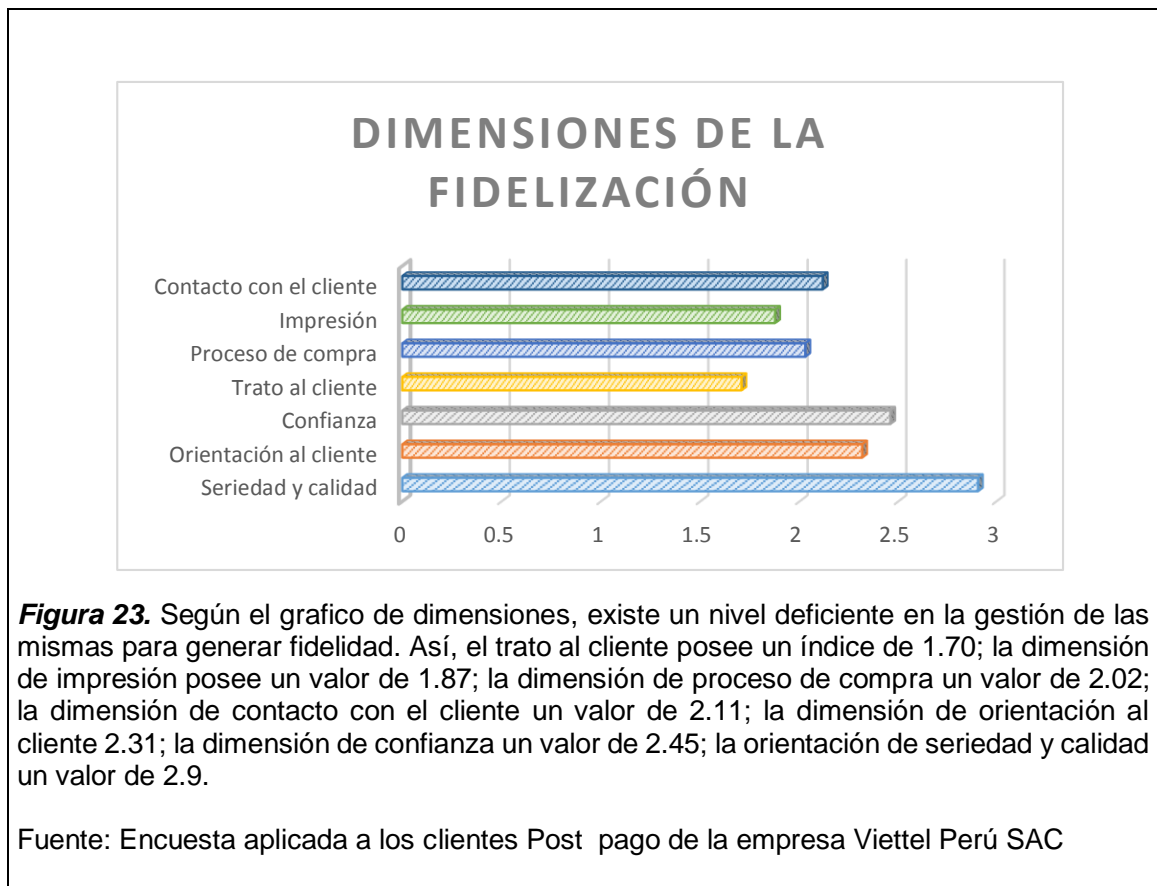 DIMENSIONES DE LA
FIDELIZACIÓN
Contacto con el cliente
Impresión
Proceso de compra
Trato al cliente
Confianza
Orientación al cliente
Seriedad y calidad
0 0.5 1 1.5 2 2.5 3
Figura 23. Según el grafico de dimensiones, existe un nivel deficiente en la gestión de las
mismas para generar fidelidad. Así, el trato al cliente posee un índice de 1.70; la dimensión
de impresión posee un valor de 1.87; la dimensión de proceso de compra un valor de 2.02;
la dimensión de contacto con el cliente un valor de 2.11; la dimensión de orientación al
cliente 2.31; la dimensión de confianza un valor de 2.45; la orientación de seriedad y calidad
un valor de 2.9.
Fuente: Encuesta aplicada a los clientes Post pago de la empresa Viettel Perú SAC